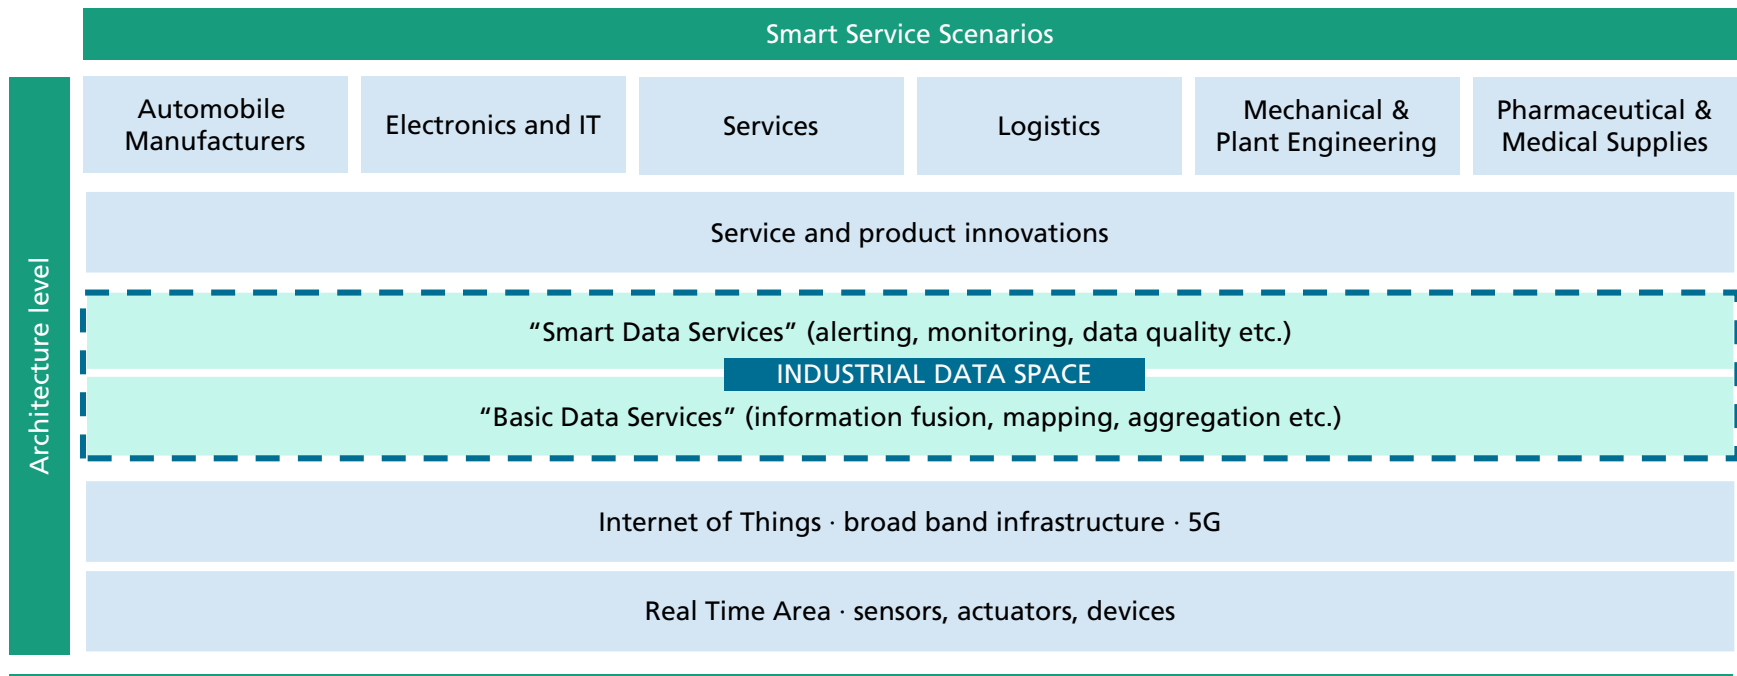 Smart Service Scenarios
Architecture level
Automobile
Manufacturers
Electronics and IT
Services
Logistics
Mechanical &
Plant Engineering
Pharmaceutical &
Medical Supplies
Service and product innovations
“Smart Data Services” (alerting, monitoring, data quality etc.)
INDUSTRIAL DATA SPACE
“Basic Data Services” (information fusion, mapping, aggregation etc.)
Internet of Things · broad band infrastructure · 5G
Real Time Area · sensors, actuators, devices